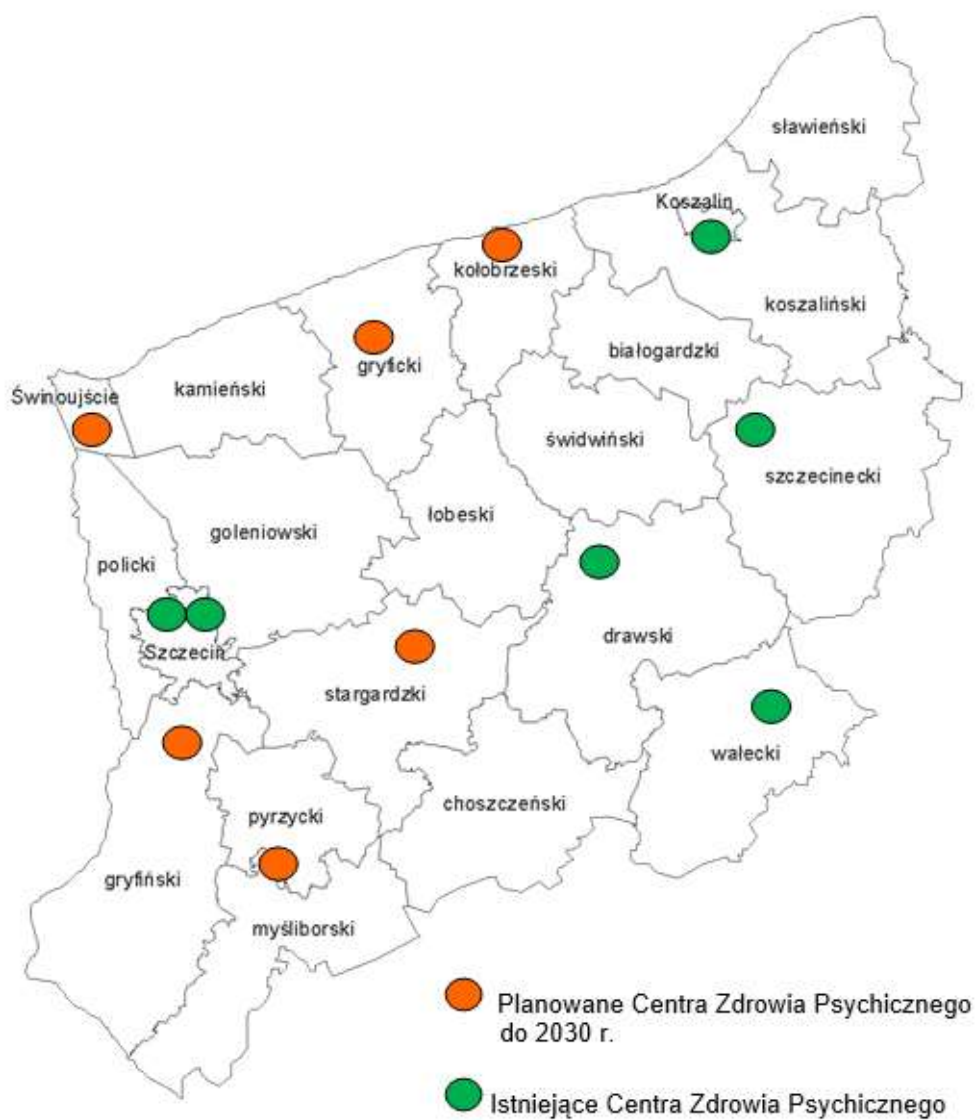 sławieński
Koszalin
kołobrzeski
koszaliński
białogardzki
gryficki
kamieński
Świnoujście
świdwiński
szczecinecki
łobeski
goleniowski
policki
drawski
Szczecin
stargardzki
wałecki
choszczeński
pyrzycki
gryfiński
myśliborski
Planowane Centra Zdrowia Psychicznego
do 2030 r.
Istniejące Centra Zdrowia Psychicznego